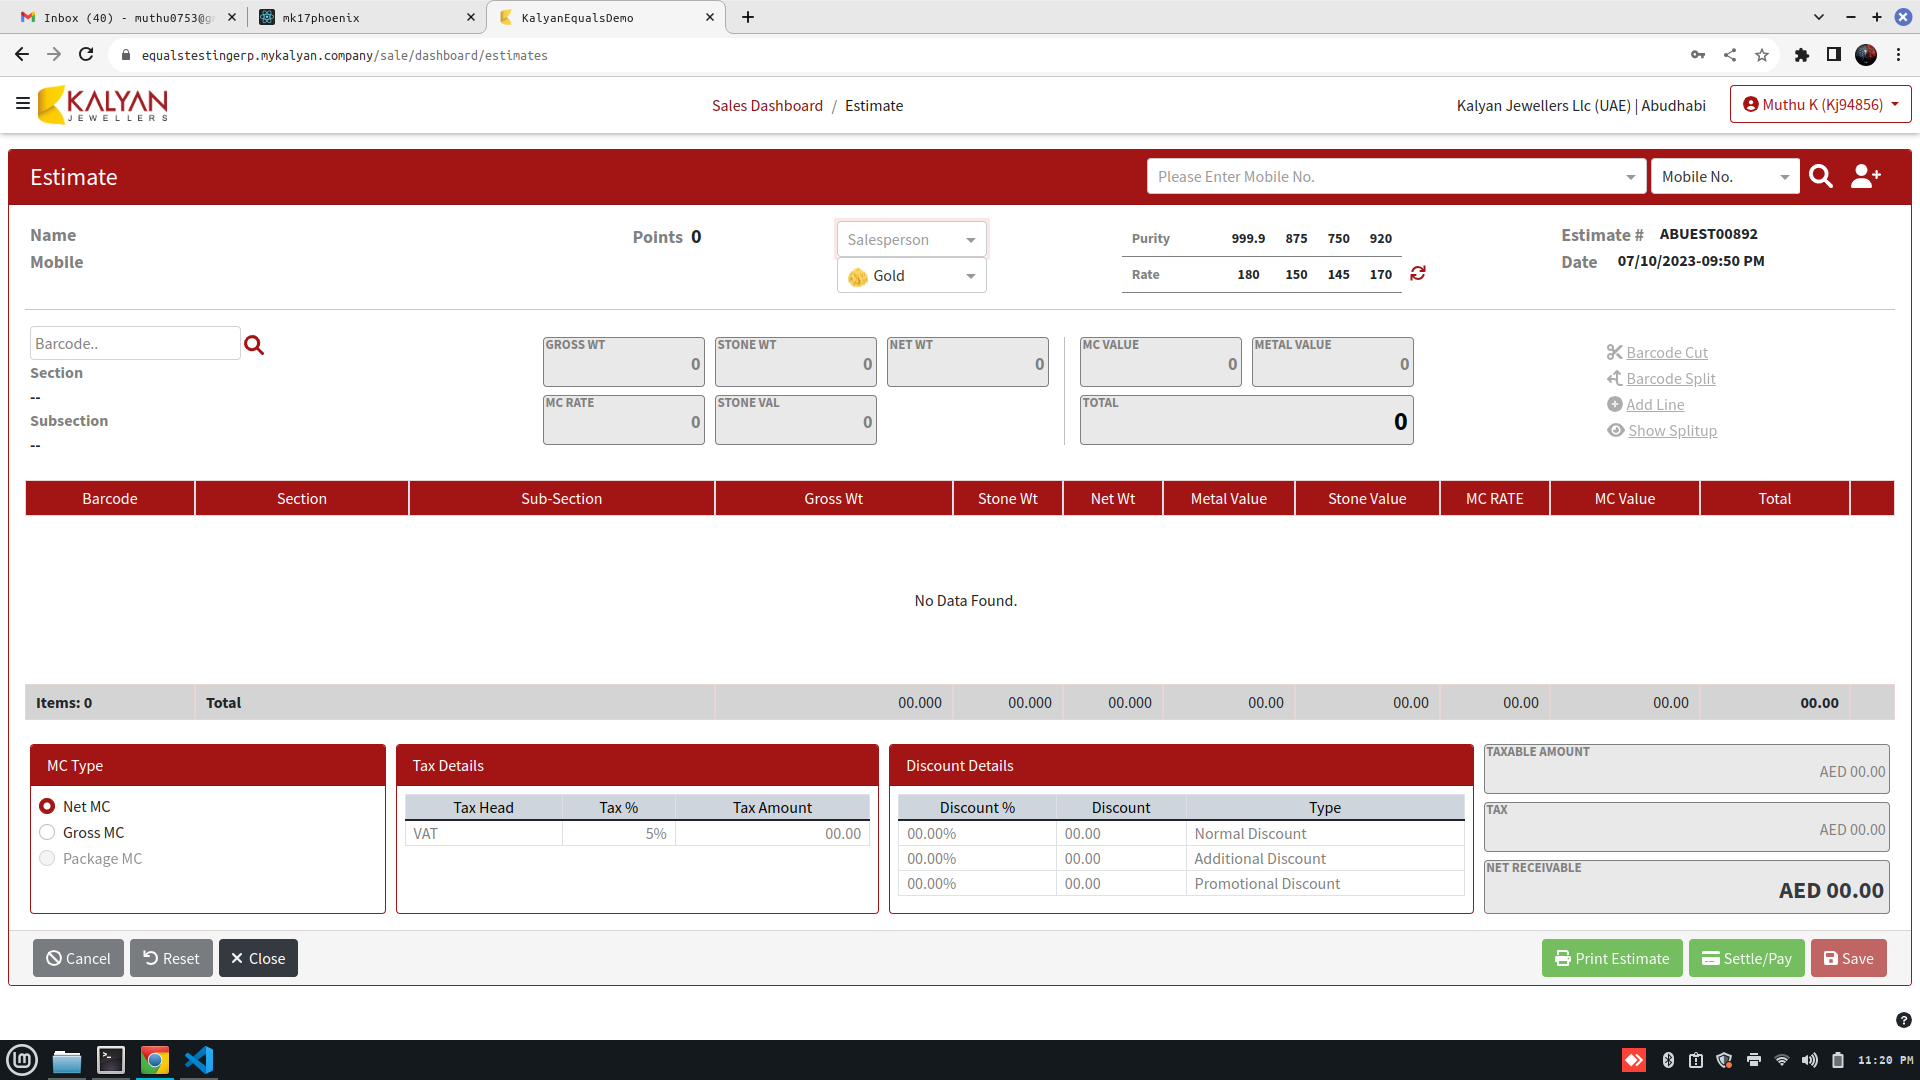 Inbox (40) - muthu0753@g
mk17phoenix
KalyanEqualsDemo
equalstestingerp.mykalyan.company/sale/dashboard/estimates
KALYAN
JEWELLERS
Sales Dashboard / Estimate
Kalyan Jewellers Llc (UAE) | Abudhabi
Muthu K (Kj94856)
Estimate
Please Enter Mobile No.
Mobile No.
Name
Mobile
Points 0
Salesperson
Gold
Purity 999.9 875 750 920
Rate 180 150 145 170
Estimate # ABUEST00892
Date 07/10/2023-09:50 PM
Barcode..
Section
--
Subsection
--
GROSS WT 0
STONE WT 0
NET WT 0
MC RATE 0
STONE VAL 0
MC VALUE 0
METAL VALUE 0
TOTAL 0
Barcode Cut
Barcode Split
Add Line
Show Splitup
Barcode Section Sub-Section Gross Wt Stone Wt Net Wt Metal Value Stone Value MC RATE MC Value Total
No Data Found.
Items: 0 Total 00.000 00.000 00.000 00.00 00.00 00.00 00.00 00.00
MC Type
Net MC
Gross MC
Package MC
Tax Details
Tax Head Tax % Tax Amount
VAT 5% 00.00
Discount Details
Discount % Discount Type
00.00% 00.00 Normal Discount
00.00% 00.00 Additional Discount
00.00% 00.00 Promotional Discount
TAXABLE AMOUNT
AED 00.00
TAX
AED 00.00
NET RECEIVABLE
AED 00.00
Cancel
Reset
Close
Print Estimate
Settle/Pay
Save
11:20 PM